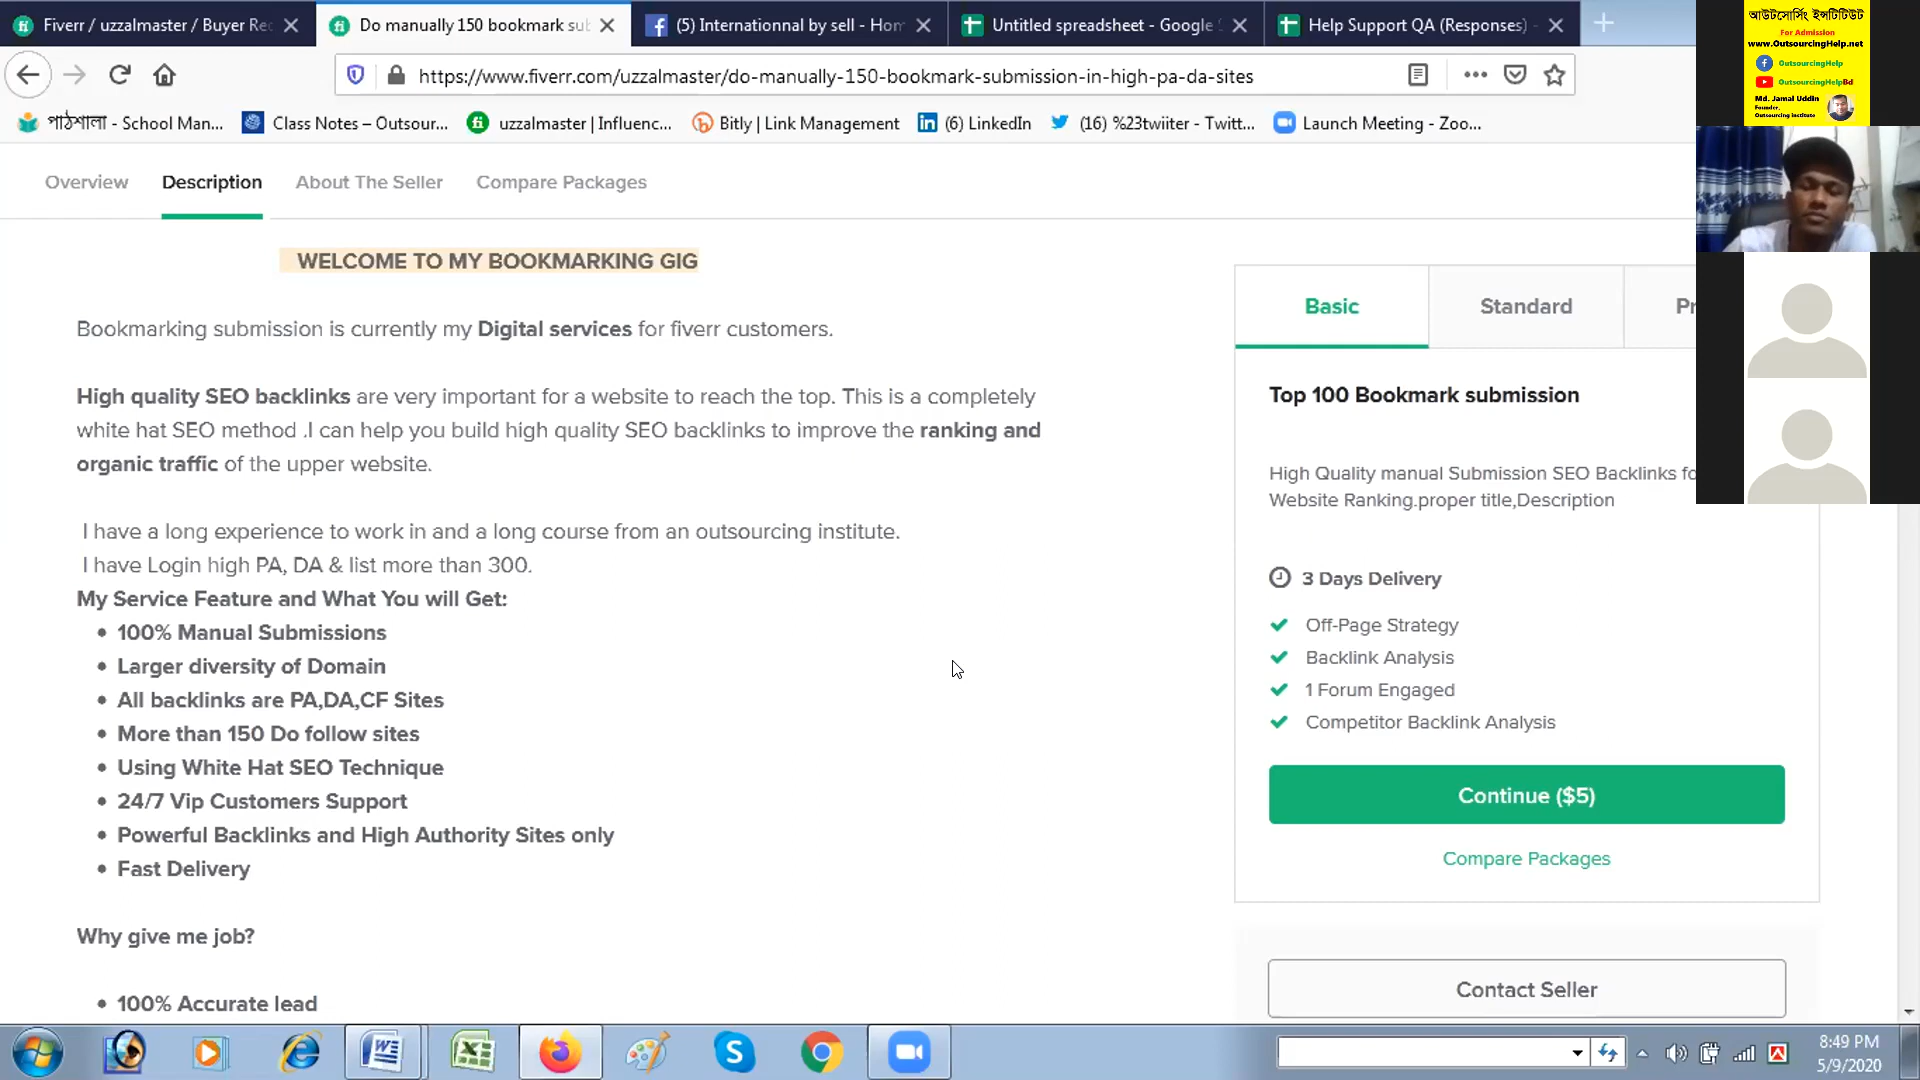 Fiverr / uzzalmaster / Buyer Rec
Do manually 150 bookmark sub
(5) Internationnal by sell - Hom
Untitled spreadsheet - Google S
Help Support QA (Responses) -
https://www.fiverr.com/uzzalmaster/do-manually-150-bookmark-submission-in-high-pa-da-sites
পাঠশালা - School Man...
Class Notes – Outsour...
uzzalmaster | Influenc...
Bitly | Link Management
(6) LinkedIn
(16) %23twiiter - Twitt...
Launch Meeting - Zoo...
আউটসোর্সিং ইন্সটিটিউট
For Admission
www.OutsourcingHelp.net
OutsourcingHelp
OutsourcingHelpBd
Md. Jamal Uddin
Founder,
Outsourcing Institute
Overview
Description
About The Seller
Compare Packages
WELCOME TO MY BOOKMARKING GIG
Bookmarking submission is currently my Digital services for fiverr customers.
High quality SEO backlinks are very important for a website to reach the top. This is a completely
white hat SEO method .I can help you build high quality SEO backlinks to improve the ranking and
organic traffic of the upper website.
I have a long experience to work in and a long course from an outsourcing institute.
I have Login high PA, DA & list more than 300.
My Service Feature and What You will Get:
• 100% Manual Submissions
• Larger diversity of Domain
• All backlinks are PA,DA,CF Sites
• More than 150 Do follow sites
• Using White Hat SEO Technique
• 24/7 Vip Customers Support
• Powerful Backlinks and High Authority Sites only
• Fast Delivery
Why give me job?
• 100% Accurate lead
Basic
Standard
Pr
Top 100 Bookmark submission
High Quality manual Submission SEO Backlinks fo
Website Ranking.proper title,Description
3 Days Delivery
Off-Page Strategy
Backlink Analysis
1 Forum Engaged
Competitor Backlink Analysis
Continue ($5)
Compare Packages
Contact Seller
8:49 PM
5/9/2020